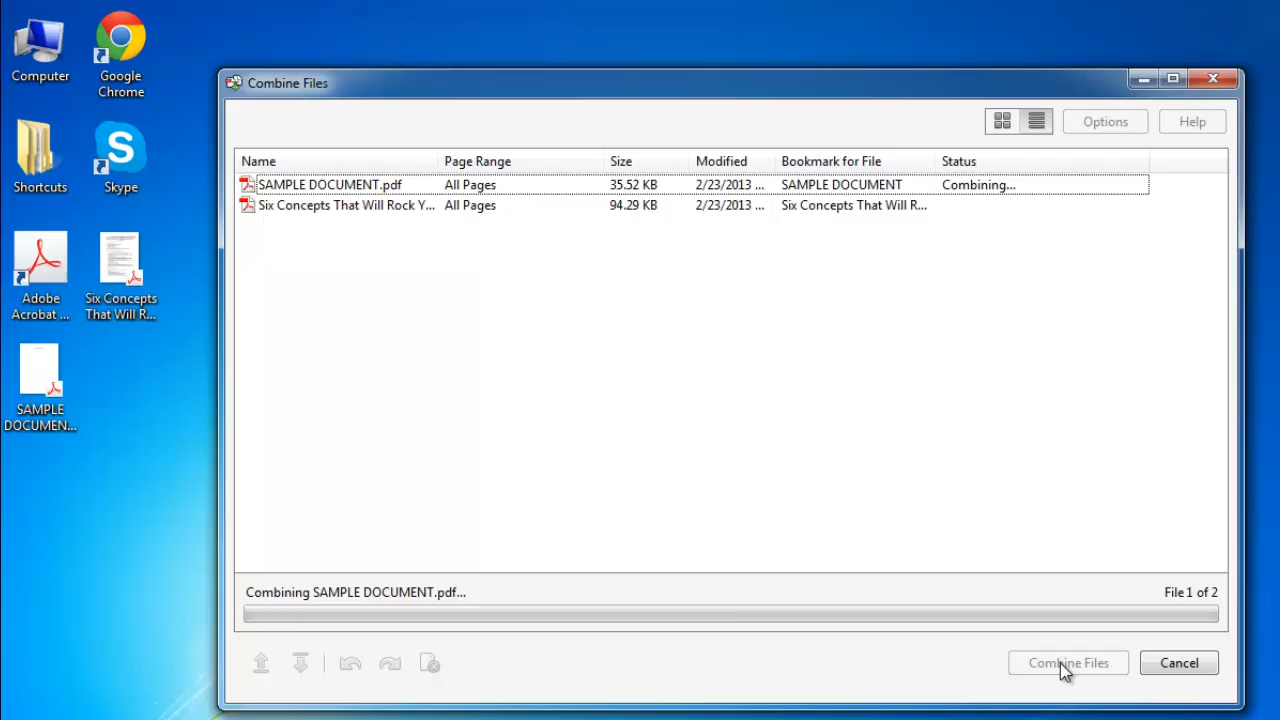 Computer
Google
Chrome
Shortcuts
Skype
Adobe
Acrobat ...
Six Concepts
That Will R...
SAMPLE
DOCUMEN...
Combine Files
Options
Help
Name Page Range Size Modified Bookmark for File Status
SAMPLE DOCUMENT.pdf All Pages 35.52 KB 2/23/2013 ... SAMPLE DOCUMENT Combining...
Six Concepts That Will Rock Y... All Pages 94.29 KB 2/23/2013 ... Six Concepts That Will R...
Combining SAMPLE DOCUMENT.pdf... File 1 of 2
Combine Files
Cancel